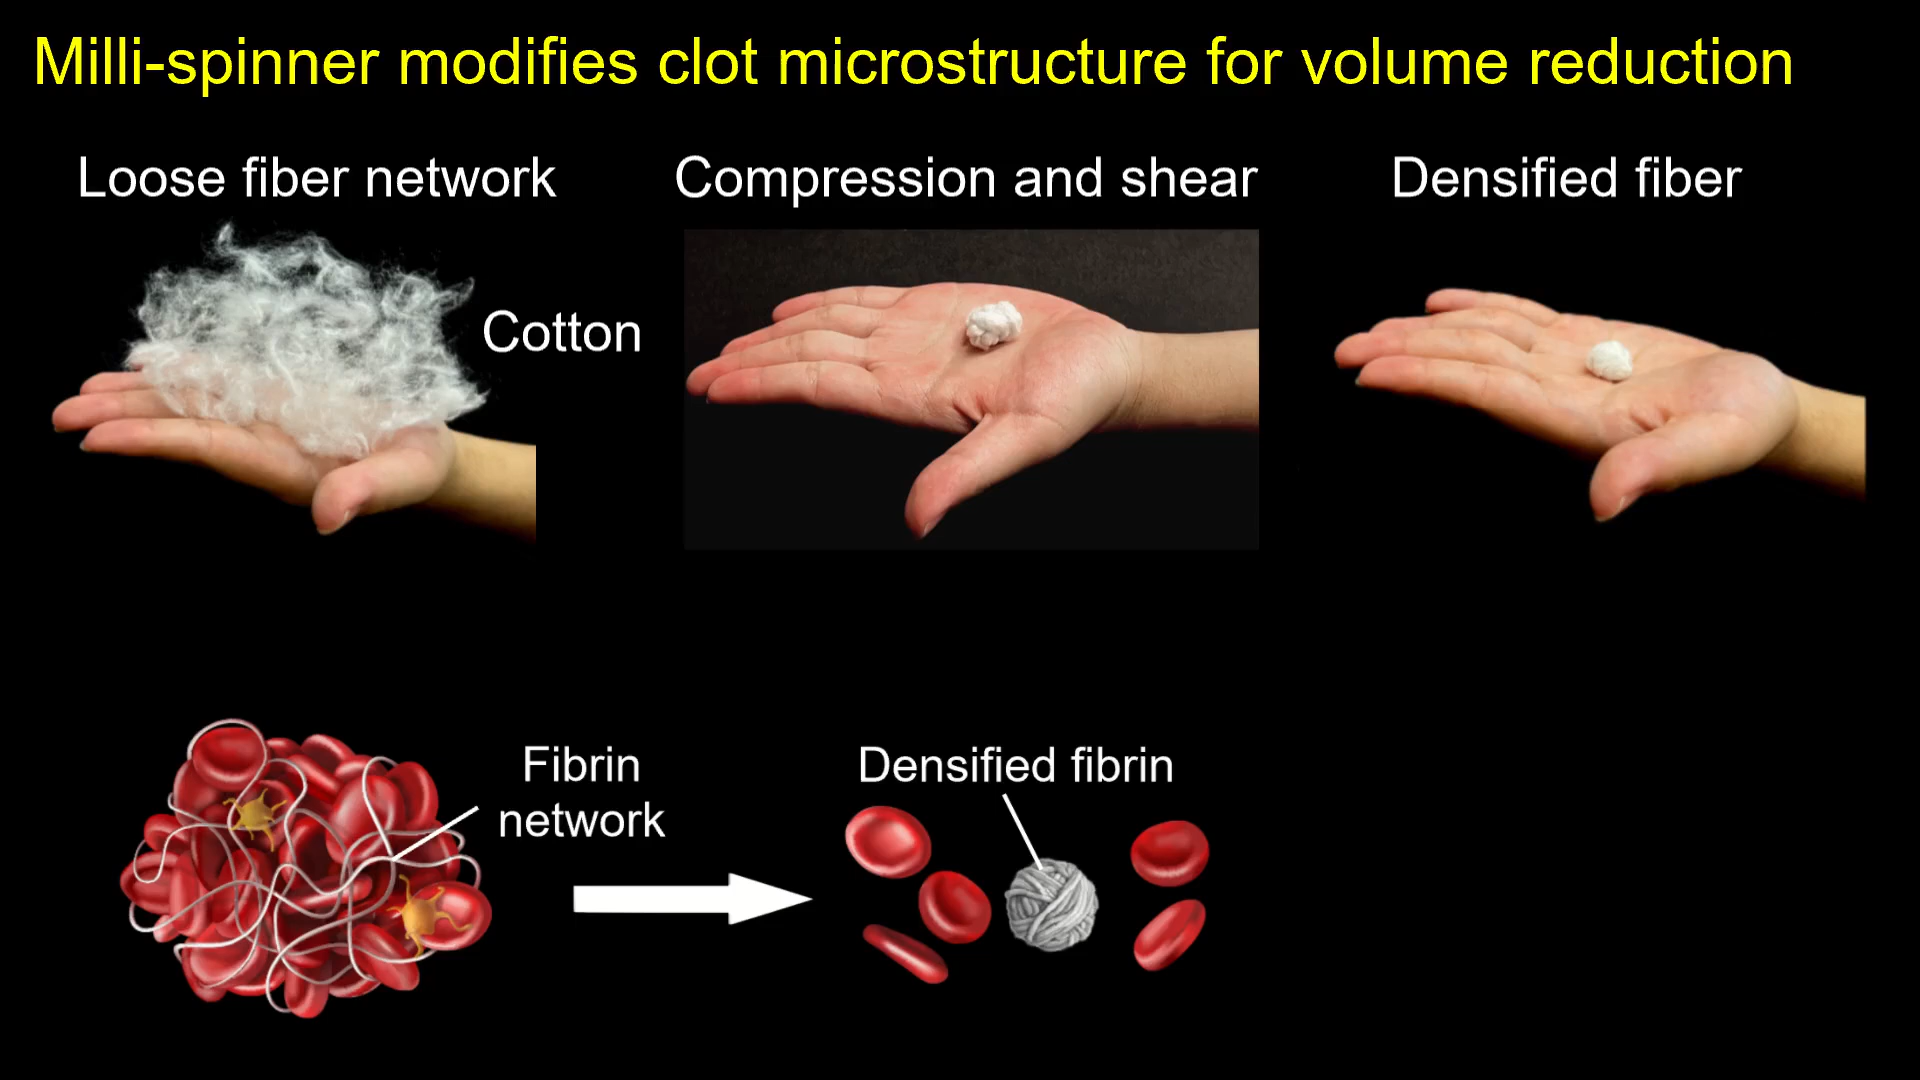 Milli-spinner modifies clot microstructure for volume reduction
Loose fiber network
Compression and shear
Densified fiber
Cotton
Fibrin
network
Densified fibrin